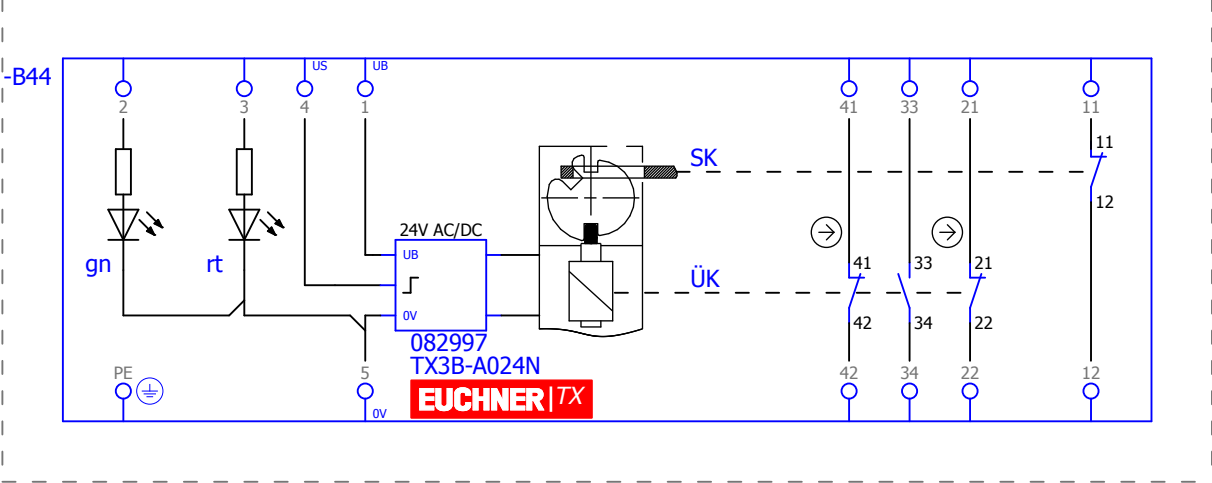 US UB
-B44
2 3 4 1 41 33 21 11
11
SK
12
24V AC/DC
UB
gn rt
41 33 21
ÜK
0V
42 34 22
082997
TX3B-A024N
PE 5 42 34 22 12
EUCHNER|TX
0V